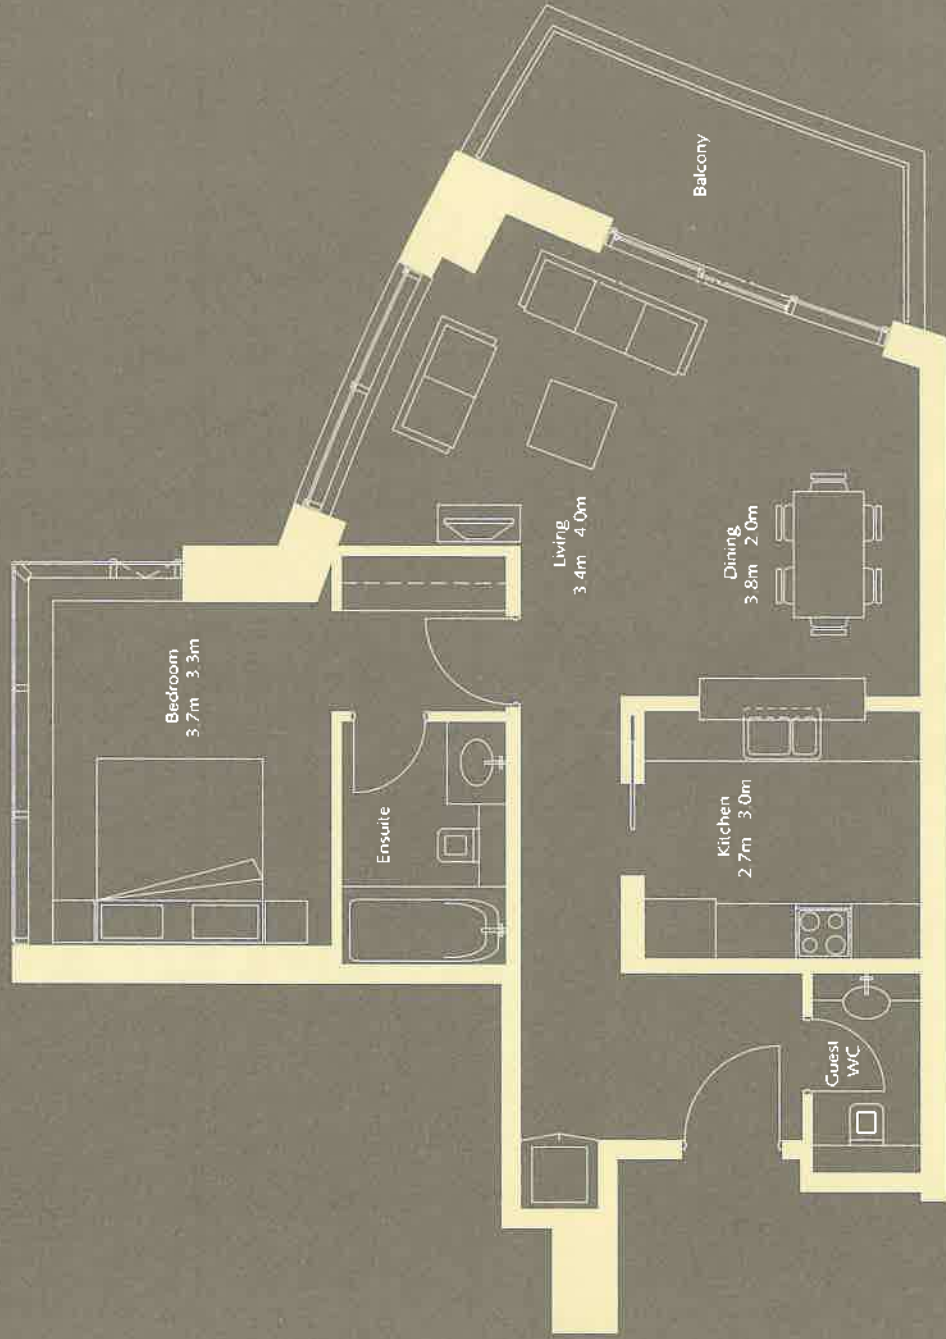 Balcony
Bedroom
3.7m 3.3m
Living
3.4m 4.0m
Dining
3.8m 2.0m
Ensuite
Kitchen
2.7m 3.0m
Guest
WC